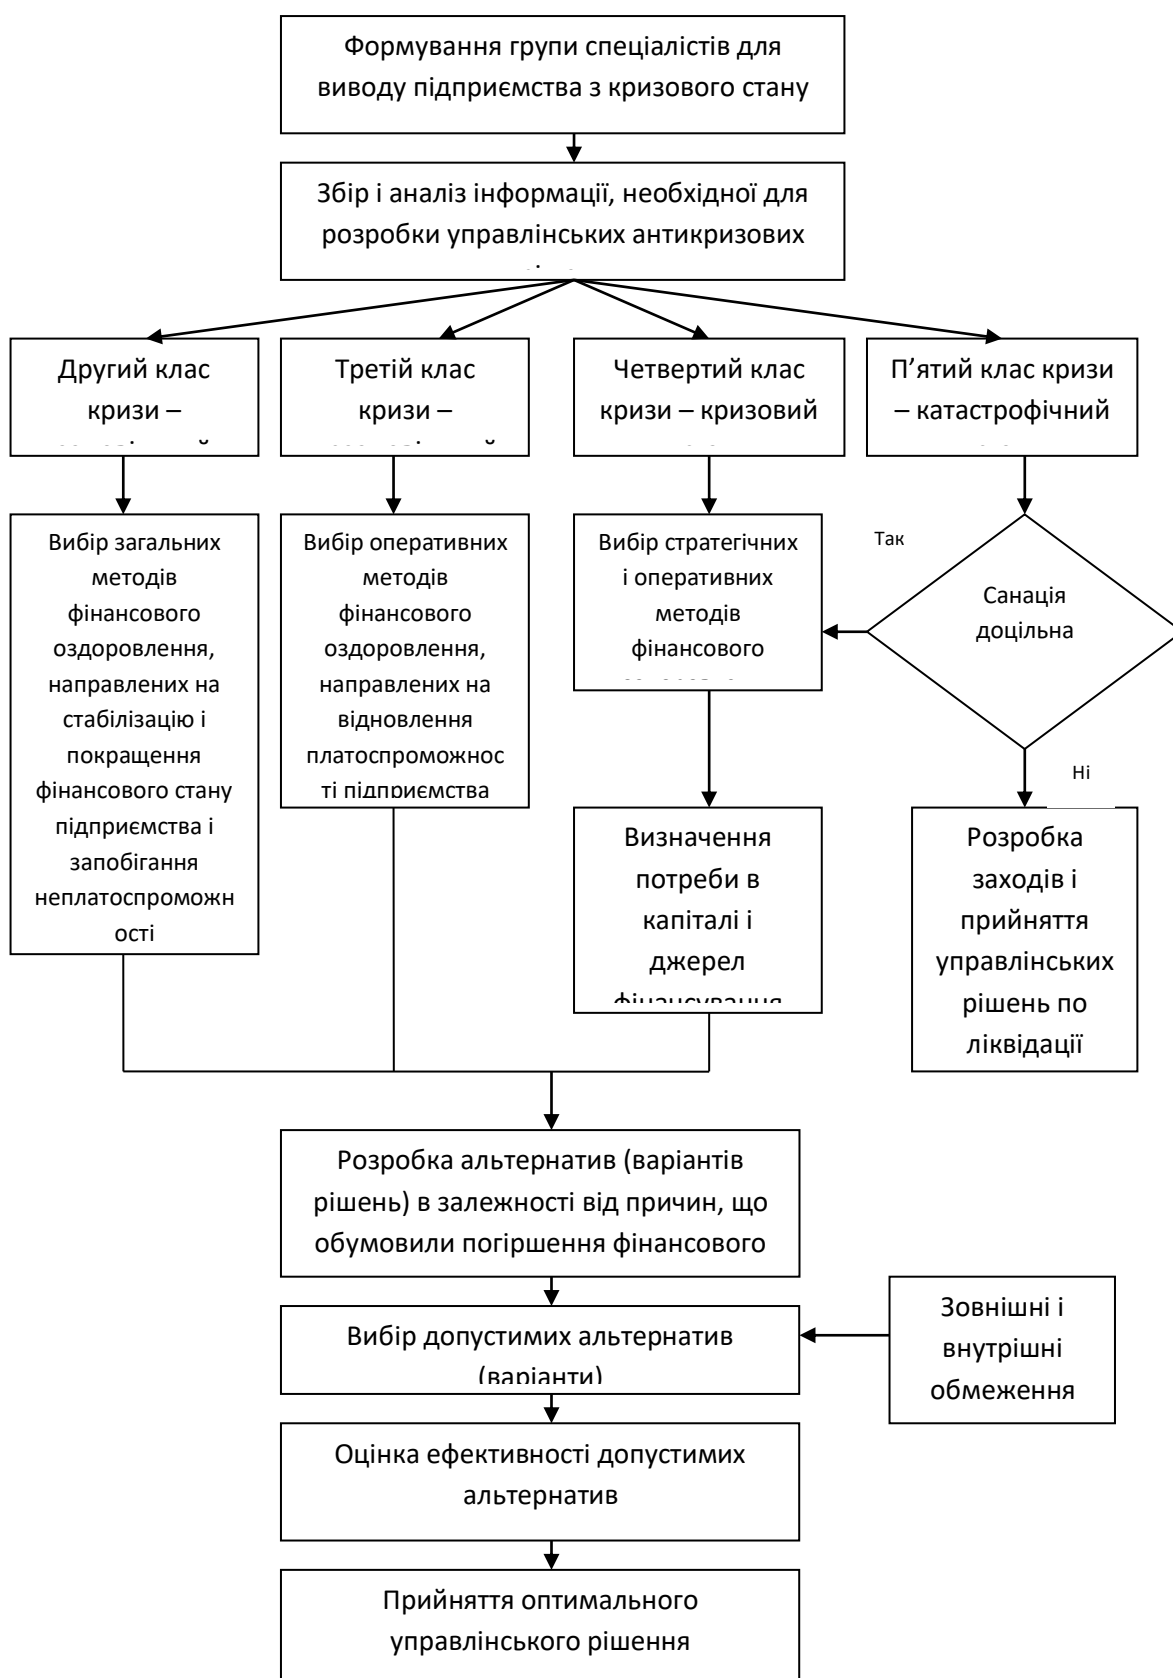 Формування групи спеціалістів для
виводу підприємства з кризового стану
Збір і аналіз інформації, необхідної для
розробки управлінських антикризових
Другий клас
кризи –
Третій клас
кризи –
Четвертий клас
кризи – кризовий
П’ятий клас кризи
– катастрофічний
Вибір загальних
методів
фінансового
оздоровлення,
направлених на
стабілізацію і
покращення
фінансового стану
підприємства і
запобігання
неплатоспроможн
ості
Вибір оперативних
методів
фінансового
оздоровлення,
направлених на
відновлення
платоспроможнос
ті підприємства
Вибір стратегічних
і оперативних
методів
фінансового
Так
Санація
доцільна
Ні
Визначення
потреби в
капіталі і
джерел
фінансування
Розробка
заходів і
прийняття
управлінських
рішень по
ліквідації
Розробка альтернатив (варіантів
рішень) в залежності від причин, що
обумовили погіршення фінансового
Вибір допустимих альтернатив
(варіанти)
Зовнішні і
внутрішні
обмеження
Оцінка ефективності допустимих
альтернатив
Прийняття оптимального
управлінського рішення